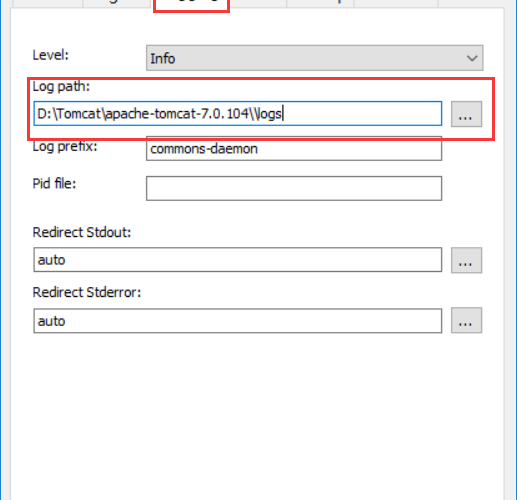 Level:
Info
Log path:
D:\Tomcat\apache-tomcat-7.0.104\\logs
...
Log prefix:
commons-daemon
Pid file:
Redirect Stdout:
auto
...
Redirect Stderror:
auto
...